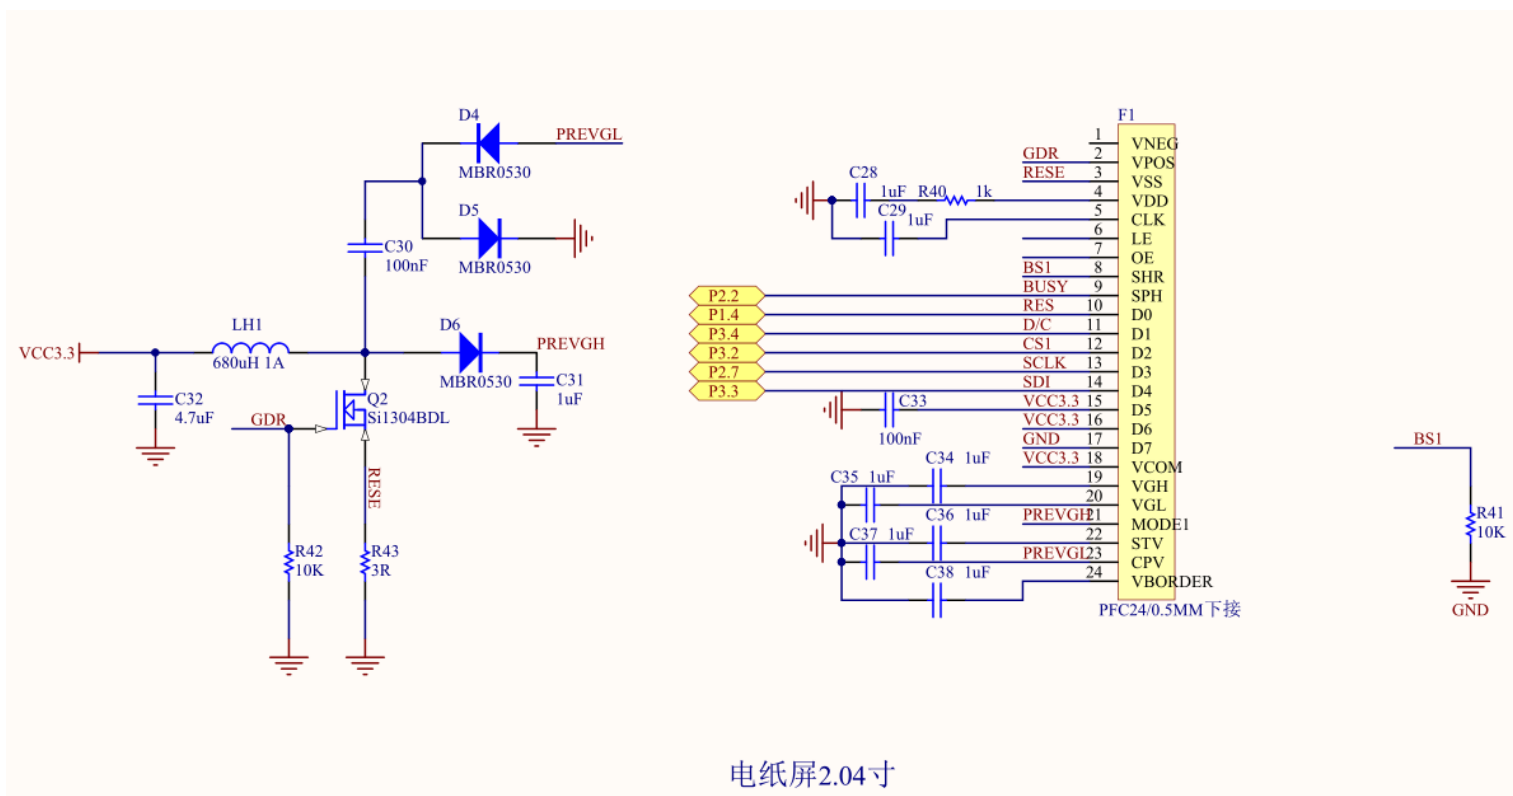 D4
PREVGL
MBR0530
D5
MBR0530
C30
100nF
LH1
680uH 1A
VCC3.3
D6
PREVGH
MBR0530
C31
1uF
C32
4.7uF
Q2
Si1304BDL
GDR
RESE
R42
10K
R43
3R
F1
1 VNEG
GDR 2 VPOS
RESE 3 VSS
C28 1uF R40 1k 4 VDD
C29 1uF 5 CLK
6 LE
7 OE
BS1 8 SHR
P2.2 BUSY 9 SPH
P1.4 RES 10 D0
P3.4 D/C 11 D1
P3.2 CS1 12 D2
P2.7 SCLK 13 D3
P3.3 SDI 14 D4
C33 VCC3.3 15 D5
100nF
VCC3.3 16 D6
GND 17 D7
VCC3.3 18 VCOM
C34 1uF 19 VGH
C35 1uF 20 VGL
PREVGH 21 MODE1
C36 1uF 22 STV
C37 1uF PREVGL 23 CPV
C38 1uF 24 VBORDER
PFC24/0.5MM下接
BS1
R41
10K
GND
电纸屏2.04寸